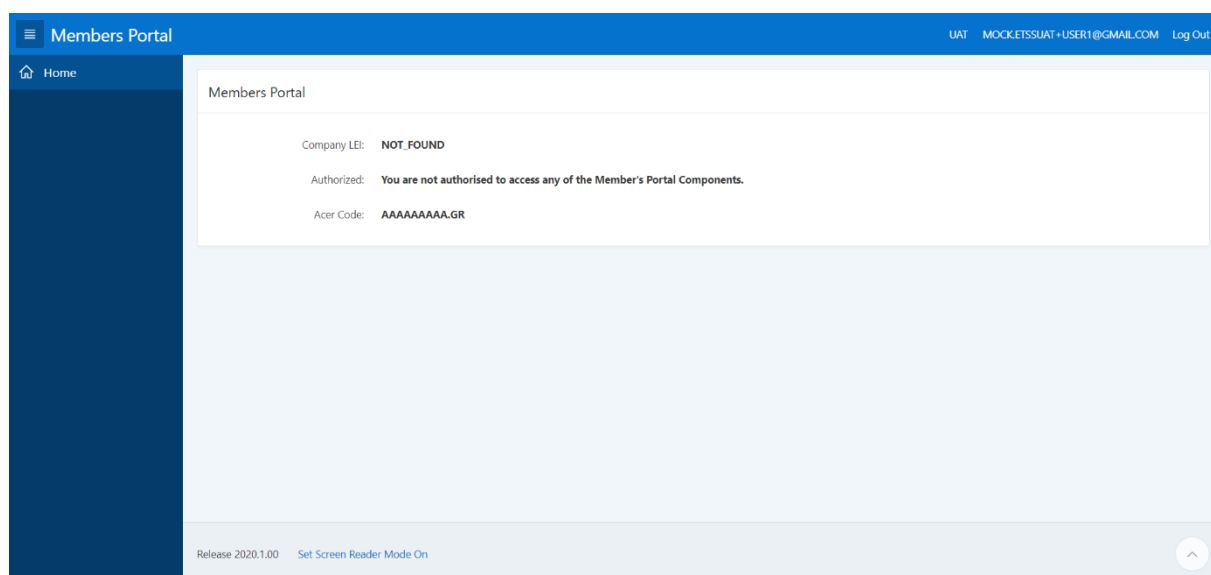 Members Portal UAT MOCK.ETSSUAT+USER1@GMAIL.COM Log Out
Home
Members Portal
Company LEI: NOT_FOUND
Authorized: You are not authorised to access any of the Member's Portal Components.
Acer Code: AAAAAAAAA.GR
Release 2020.1.00 Set Screen Reader Mode On